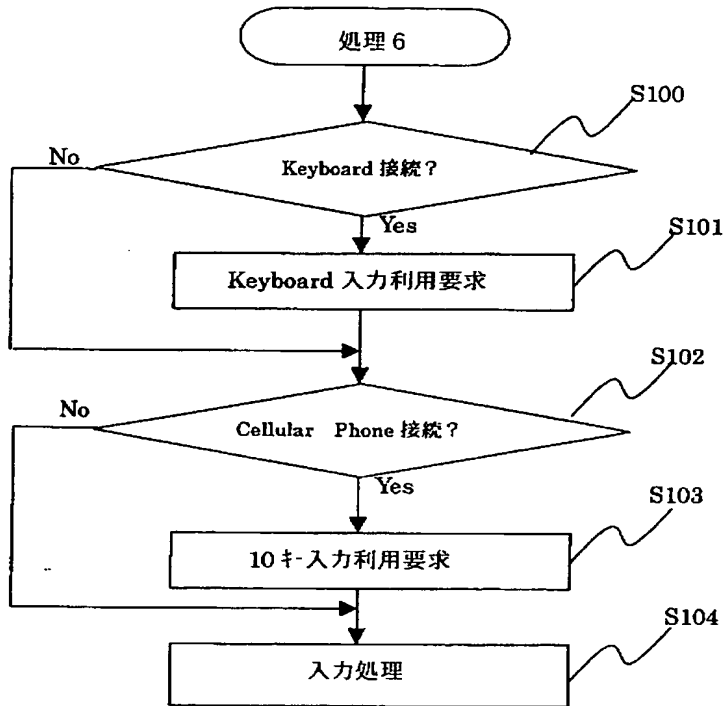 処理6
S100
No
Keyboard 接続?
Yes
S101
Keyboard 入力利用要求
S102
No
Cellular Phone 接続?
Yes
S103
10キー入力利用要求
S104
入力処理